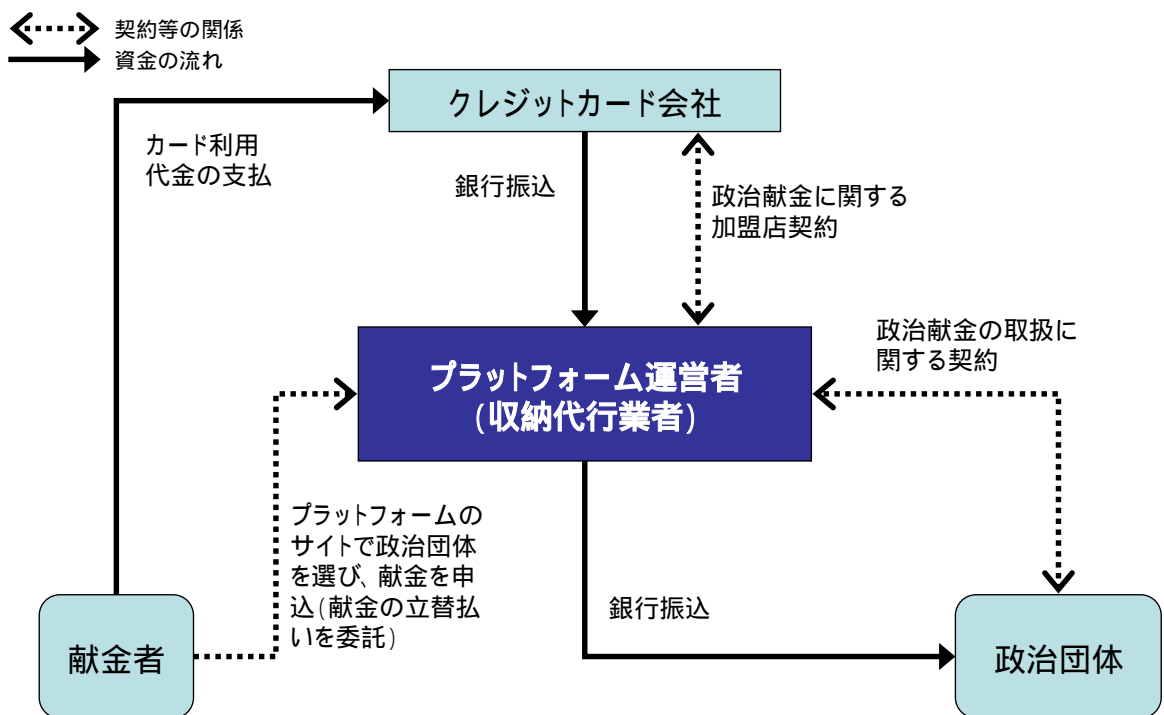 契約等の関係
資金の流れ
クレジットカード会社
カード利用
代金の支払
銀行振込
政治献金に関する
加盟店契約
政治献金の取扱に
関する契約
プラットフォーム運営者
(収納代行業者)
プラットフォームの
サイトで政治団体
を選び、献金を申
込(献金の立替払
いを委託)
銀行振込
献金者
政治団体